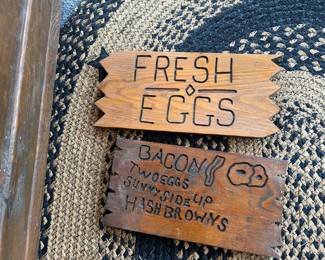 FRESH
EGGS
BACON
TWO EGGS
SUNNY SIDE UP
HASH BROWNS